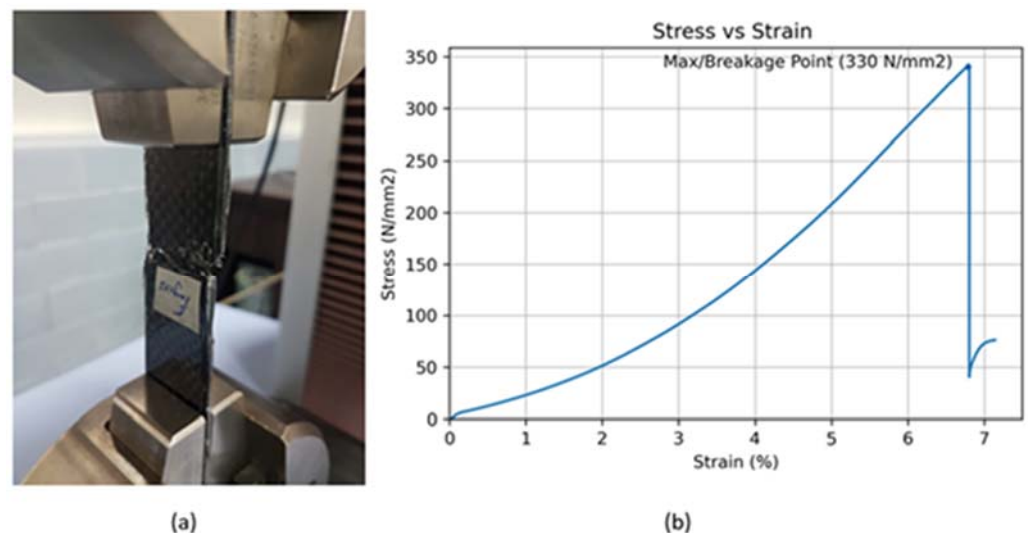 Stress vs Strain
Max/Breakage Point (330 N/mm2)
350
300
250
200
150
100
50
0
Stress (N/mm2)
0 1 2 3 4 5 6 7
Strain (%)
(a) (b)